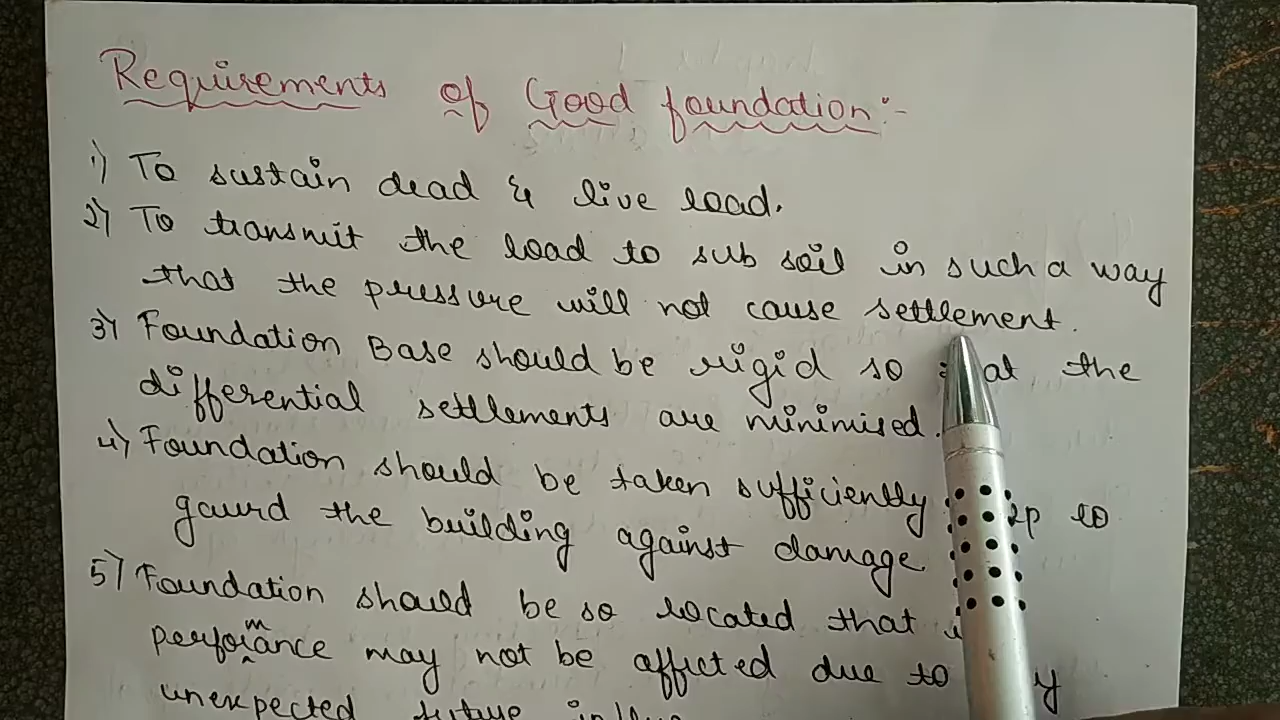 Requirements of Good foundation:-
1) To sustain dead & live load.
2) To transmit the load to sub soil in such a way
that the pressure will not cause settlement.
3) Foundation Base should be rigid so the
differential settlements are minimised.
4) Foundation should be taken sufficiently to
gaurd the building against damage
5) Foundation should be so located that
performance may not be affected due to
unexpected future